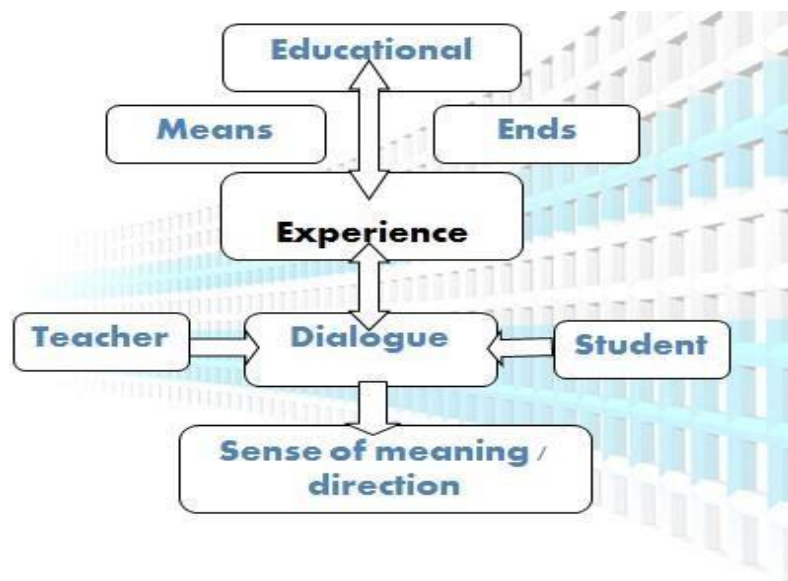 Educational
Means
Ends
Experience
Teacher
Dialogue
Student
Sense of meaning /
direction